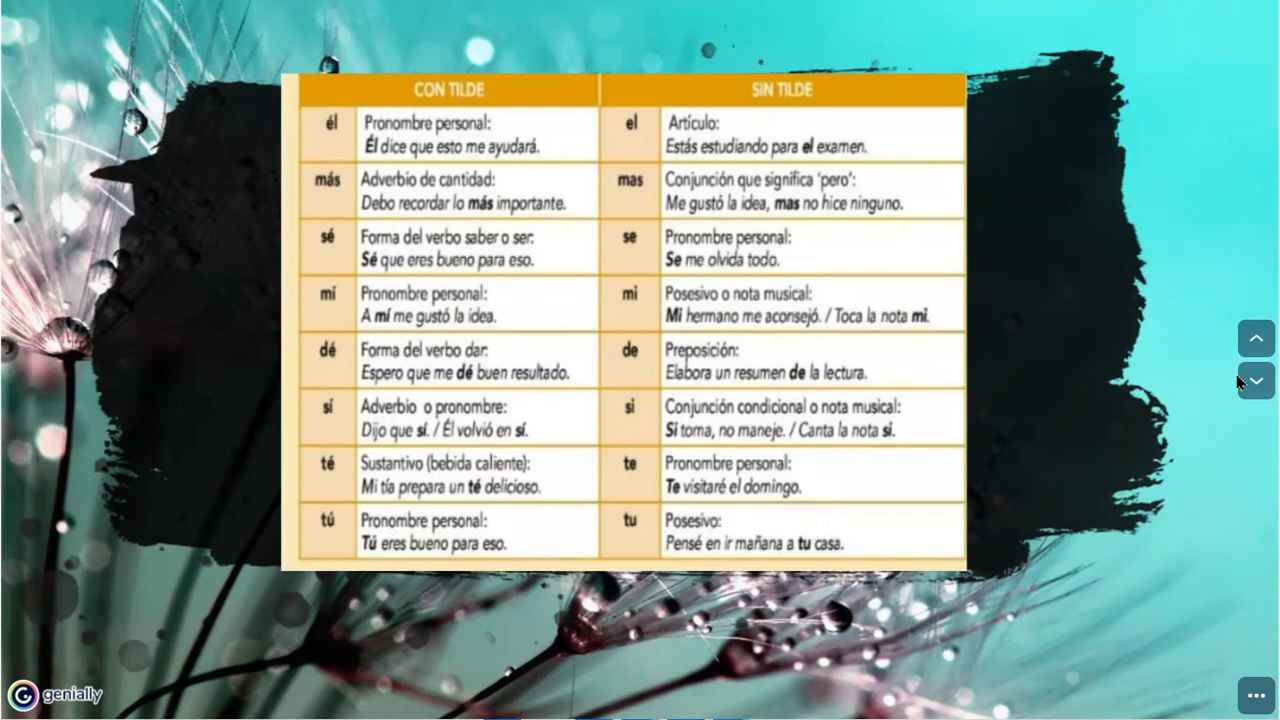 CON TILDE
SIN TILDE
él
Pronombre personal:
Él dice que esto me ayudará.
el
Artículo:
Estás estudiando para el examen.
más
Adverbio de cantidad:
Debo recordar lo más importante.
mas
Conjunción que significa 'pero':
Me gustó la idea, mas no hice ninguno.
sé
Forma del verbo saber o ser:
Sé que eres bueno para eso.
se
Pronombre personal:
Se me olvida todo.
mí
Pronombre personal:
A mí me gustó la idea.
mi
Posesivo o nota musical:
Mi hermano me aconsejó. / Toca la nota mi.
dé
Forma del verbo dar:
Espero que me dé buen resultado.
de
Preposición:
Elabora un resumen de la lectura.
sí
Adverbio o pronombre:
Dijo que sí. / Él volvió en sí.
si
Conjunción condicional o nota musical:
Si toma, no maneje. / Canta la nota si.
té
Sustantivo (bebida caliente):
Mi tía prepara un té delicioso.
te
Pronombre personal:
Te visitaré el domingo.
tú
Pronombre personal:
Tú eres bueno para eso.
tu
Posesivo:
Pensé en ir mañana a tu casa.
genially